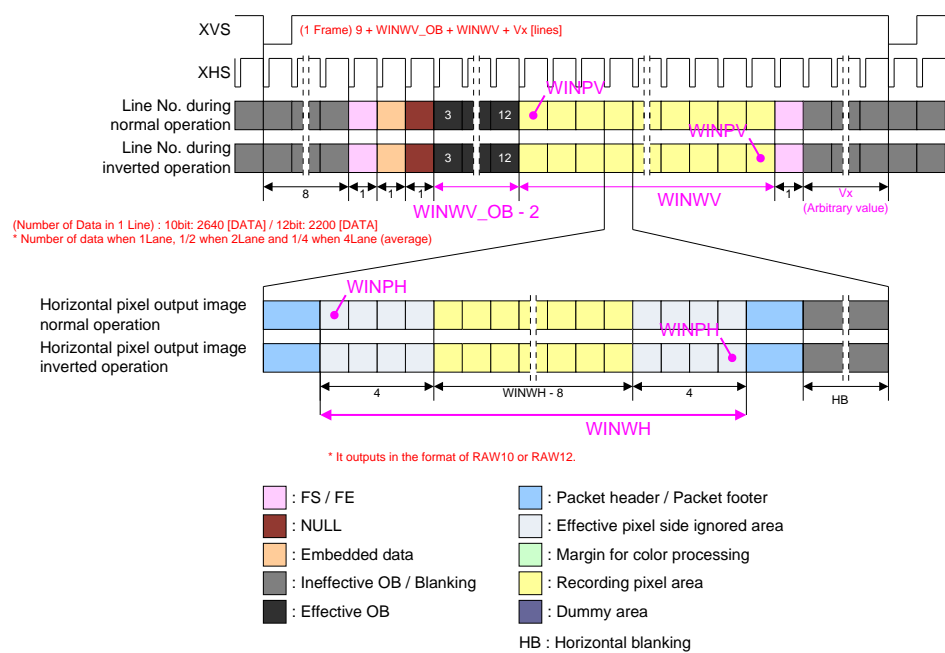 XVS
(1 Frame) 9 + WINWV_OB + WINWV + Vx [lines]
XHS
WINPV
Line No. during
normal operation
3
12
WINPV
Line No. during
inverted operation
3
12
8
1
1
1
WINWV_OB - 2
WINWV
1
Vx
(Arbitrary value)
(Number of Data in 1 Line) : 10bit: 2640 [DATA] / 12bit: 2200 [DATA]
* Number of data when 1Lane, 1/2 when 2Lane and 1/4 when 4Lane (average)
WINPH
Horizontal pixel output image
normal operation
WINPH
Horizontal pixel output image
inverted operation
4
WINWH - 8
4
HB
WINWH
* It outputs in the format of RAW10 or RAW12.
: FS / FE
: Packet header / Packet footer
: NULL
: Effective pixel side ignored area
: Embedded data
: Margin for color processing
: Ineffective OB / Blanking
: Recording pixel area
: Effective OB
: Dummy area
HB : Horizontal blanking